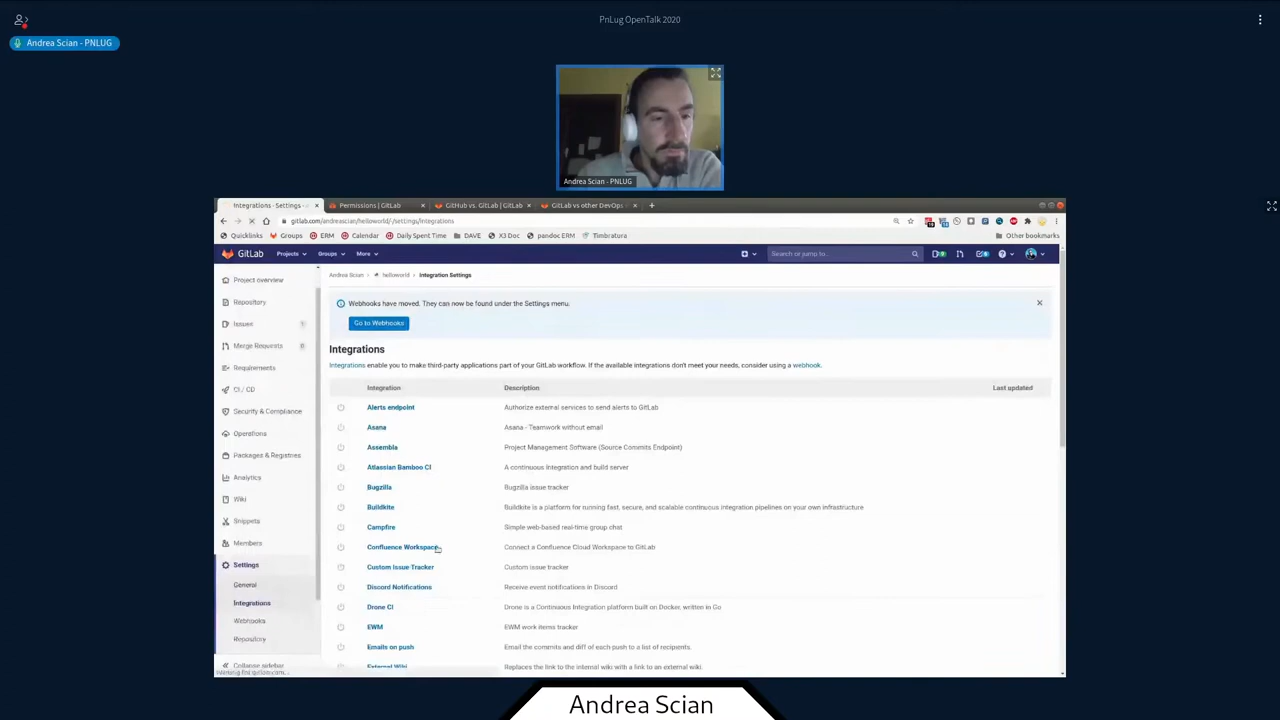 PnLug OpenTalk 2020
Andrea Scian - PNLUG
Andrea Scian - PNLUG
Integrations · Settings ·
Permissions | GitLab
GitHub vs. GitLab | GitLab
GitLab vs other DevOps
gitlab.com/andreascian/helloworld/-/settings/integrations
Quicklinks Groups ERM Calendar Daily Spent Time DAVE X3 Doc pandoc ERM Timbratura Other bookmarks
GitLab Projects Groups More Search or jump to...
Andrea Scian > helloworld > Integration Settings
Project overview
Repository
Issues 1
Merge Requests 0
Requirements
CI / CD
Security & Compliance
Operations
Packages & Registries
Analytics
Wiki
Snippets
Members
Settings
General
Integrations
Webhooks
Repository
Collapse sidebar
Webhooks have moved. They can now be found under the Settings menu.
Go to Webhooks
Integrations
Integrations enable you to make third-party applications part of your GitLab workflow. If the available integrations don't meet your needs, consider using a webhook.
Integration Description Last updated
Alerts endpoint Authorize external services to send alerts to GitLab
Asana Asana - Teamwork without email
Assembla Project Management Software (Source Commits Endpoint)
Atlassian Bamboo CI A continuous integration and build server
Bugzilla Bugzilla issue tracker
Buildkite Buildkite is a platform for running fast, secure, and scalable continuous integration pipelines on your own infrastructure
Campfire Simple web-based real-time group chat
Confluence Workspace Connect a Confluence Cloud Workspace to GitLab
Custom Issue Tracker Custom issue tracker
Discord Notifications Receive event notifications in Discord
Drone CI Drone is a Continuous Integration platform built on Docker, written in Go
EWM EWM work items tracker
Emails on push Email the commits and diff of each push to a list of recipients.
External Wiki Replaces the link to the internal wiki with a link to an external wiki.
Andrea Scian